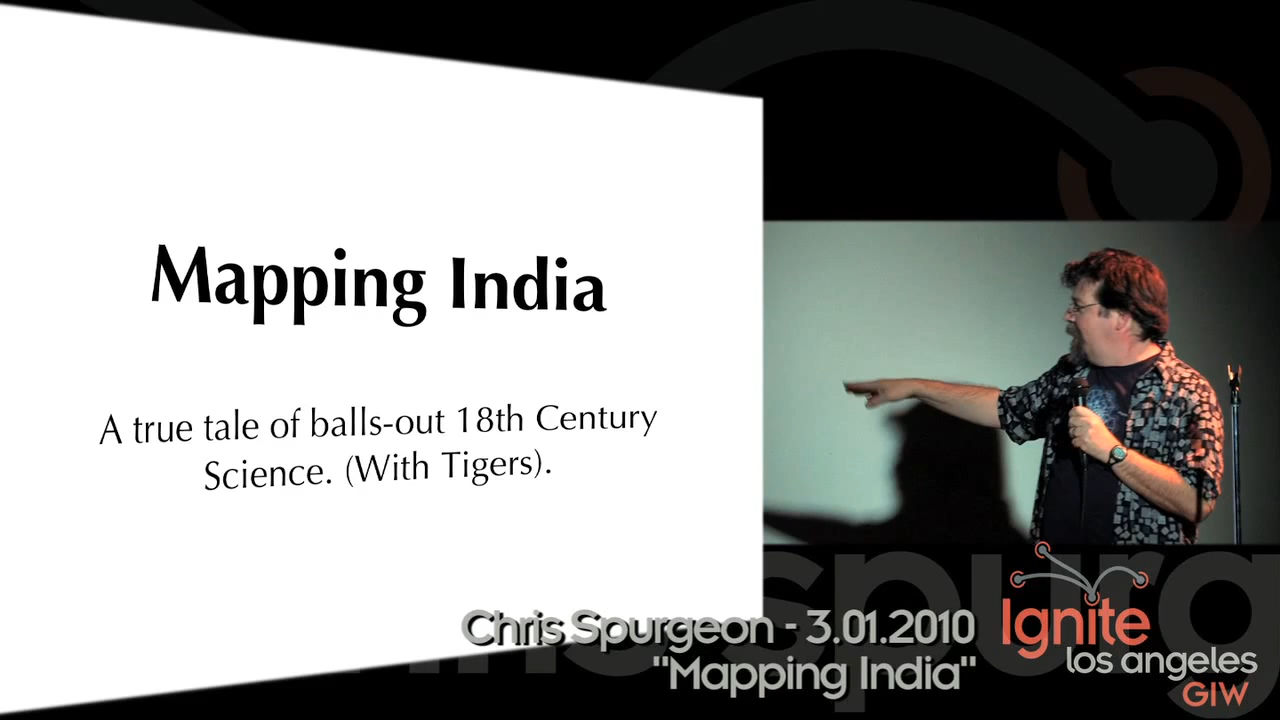 Mapping India
A true tale of balls-out 18th Century
Science. (With Tigers).
Chris Spurgeon - 3.01.2010
"Mapping India"
Ignite
los angeles
GIW